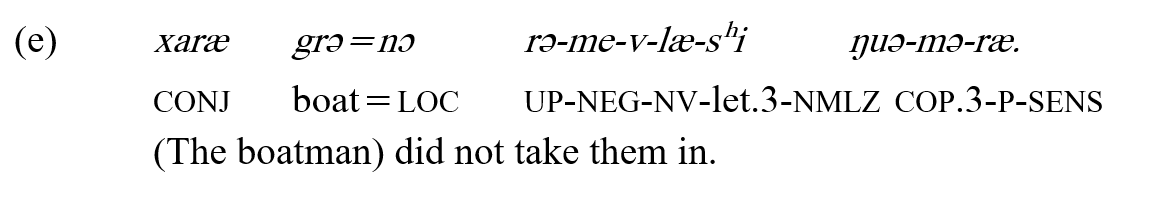 (e) xaræ grə=nɔ rə-me-v-læ-sʰi ŋuə-mə-ræ.
CONJ boat=LOC UP-NEG-NV-let.3-NMLZ COP.3-P-SENS
(The boatman) did not take them in.